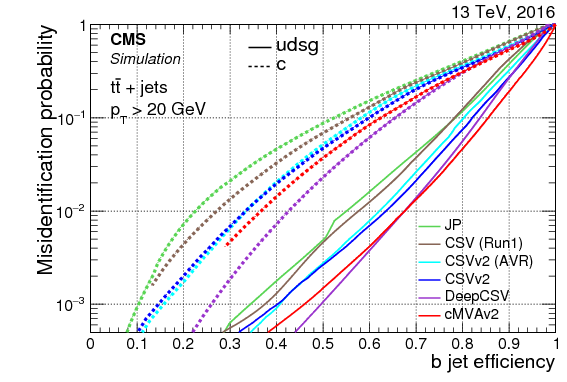 13 TeV, 2016
CMS
Simulation
tt̄ + jets
pT > 20 GeV
udsg
c
Misidentification probability
1
10⁻¹
10⁻²
10⁻³
JP
CSV (Run1)
CSVv2 (AVR)
CSVv2
DeepCSV
cMVAv2
0 0.1 0.2 0.3 0.4 0.5 0.6 0.7 0.8 0.9 1
b jet efficiency